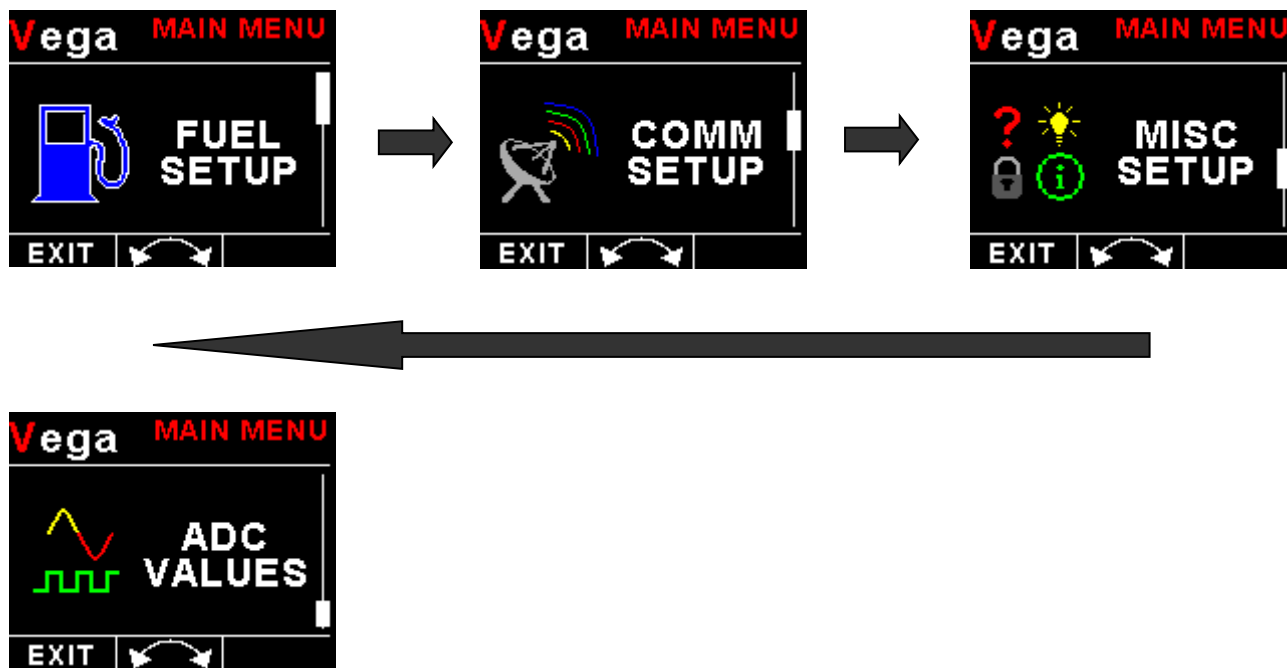 Vega MAIN MENU
FUEL
SETUP
EXIT
Vega MAIN MENU
COMM
SETUP
EXIT
Vega MAIN MENU
? i
MISC
SETUP
EXIT
Vega MAIN MENU
ADC
VALUES
EXIT